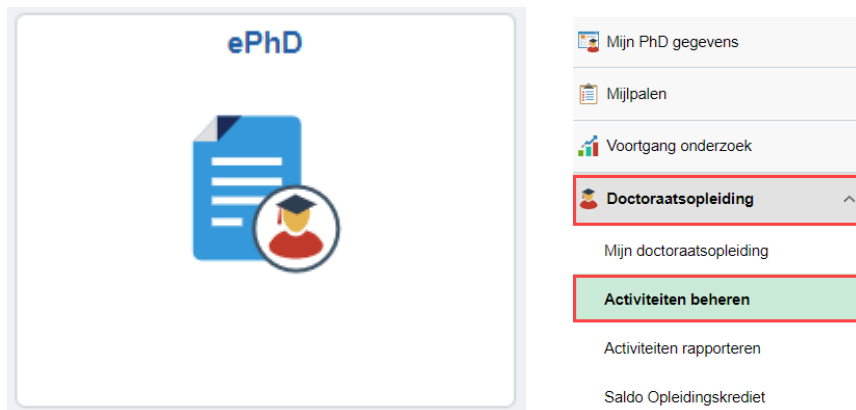 ePhD
Mijn PhD gegevens
Mijlpalen
Voortgang onderzoek
Doctoraatsopleiding
Mijn doctoraatsopleiding
Activiteiten beheren
Activiteiten rapporteren
Saldo Opleidingskrediet